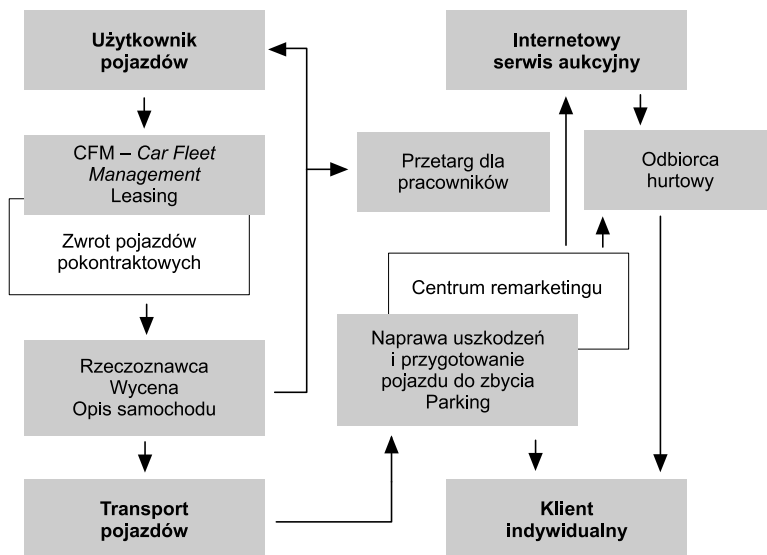 Użytkownik
pojazdów
CFM – Car Fleet
Management
Leasing
Zwrot pojazdów
pokontraktowych
Rzeczoznawca
Wycena
Opis samochodu
Transport
pojazdów
Przetarg dla
pracowników
Internetowy
serwis aukcyjny
Odbiorca
hurtowy
Centrum remarketingu
Naprawa uszkodzeń
i przygotowanie
pojazdu do zbycia
Parking
Klient
indywidualny